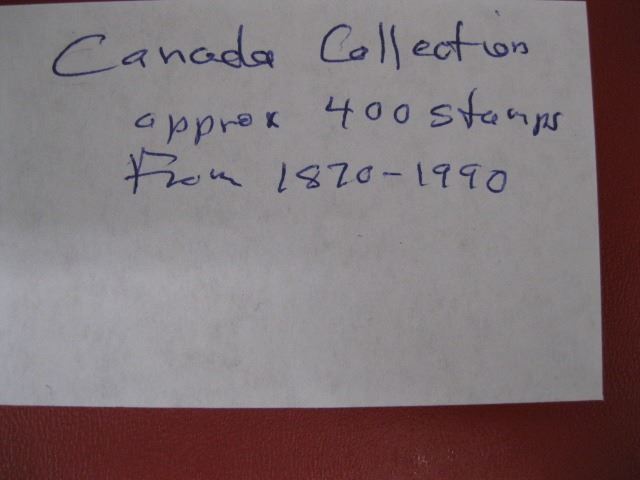 Canada Collection
approx 400 stamps
From 1870-1990